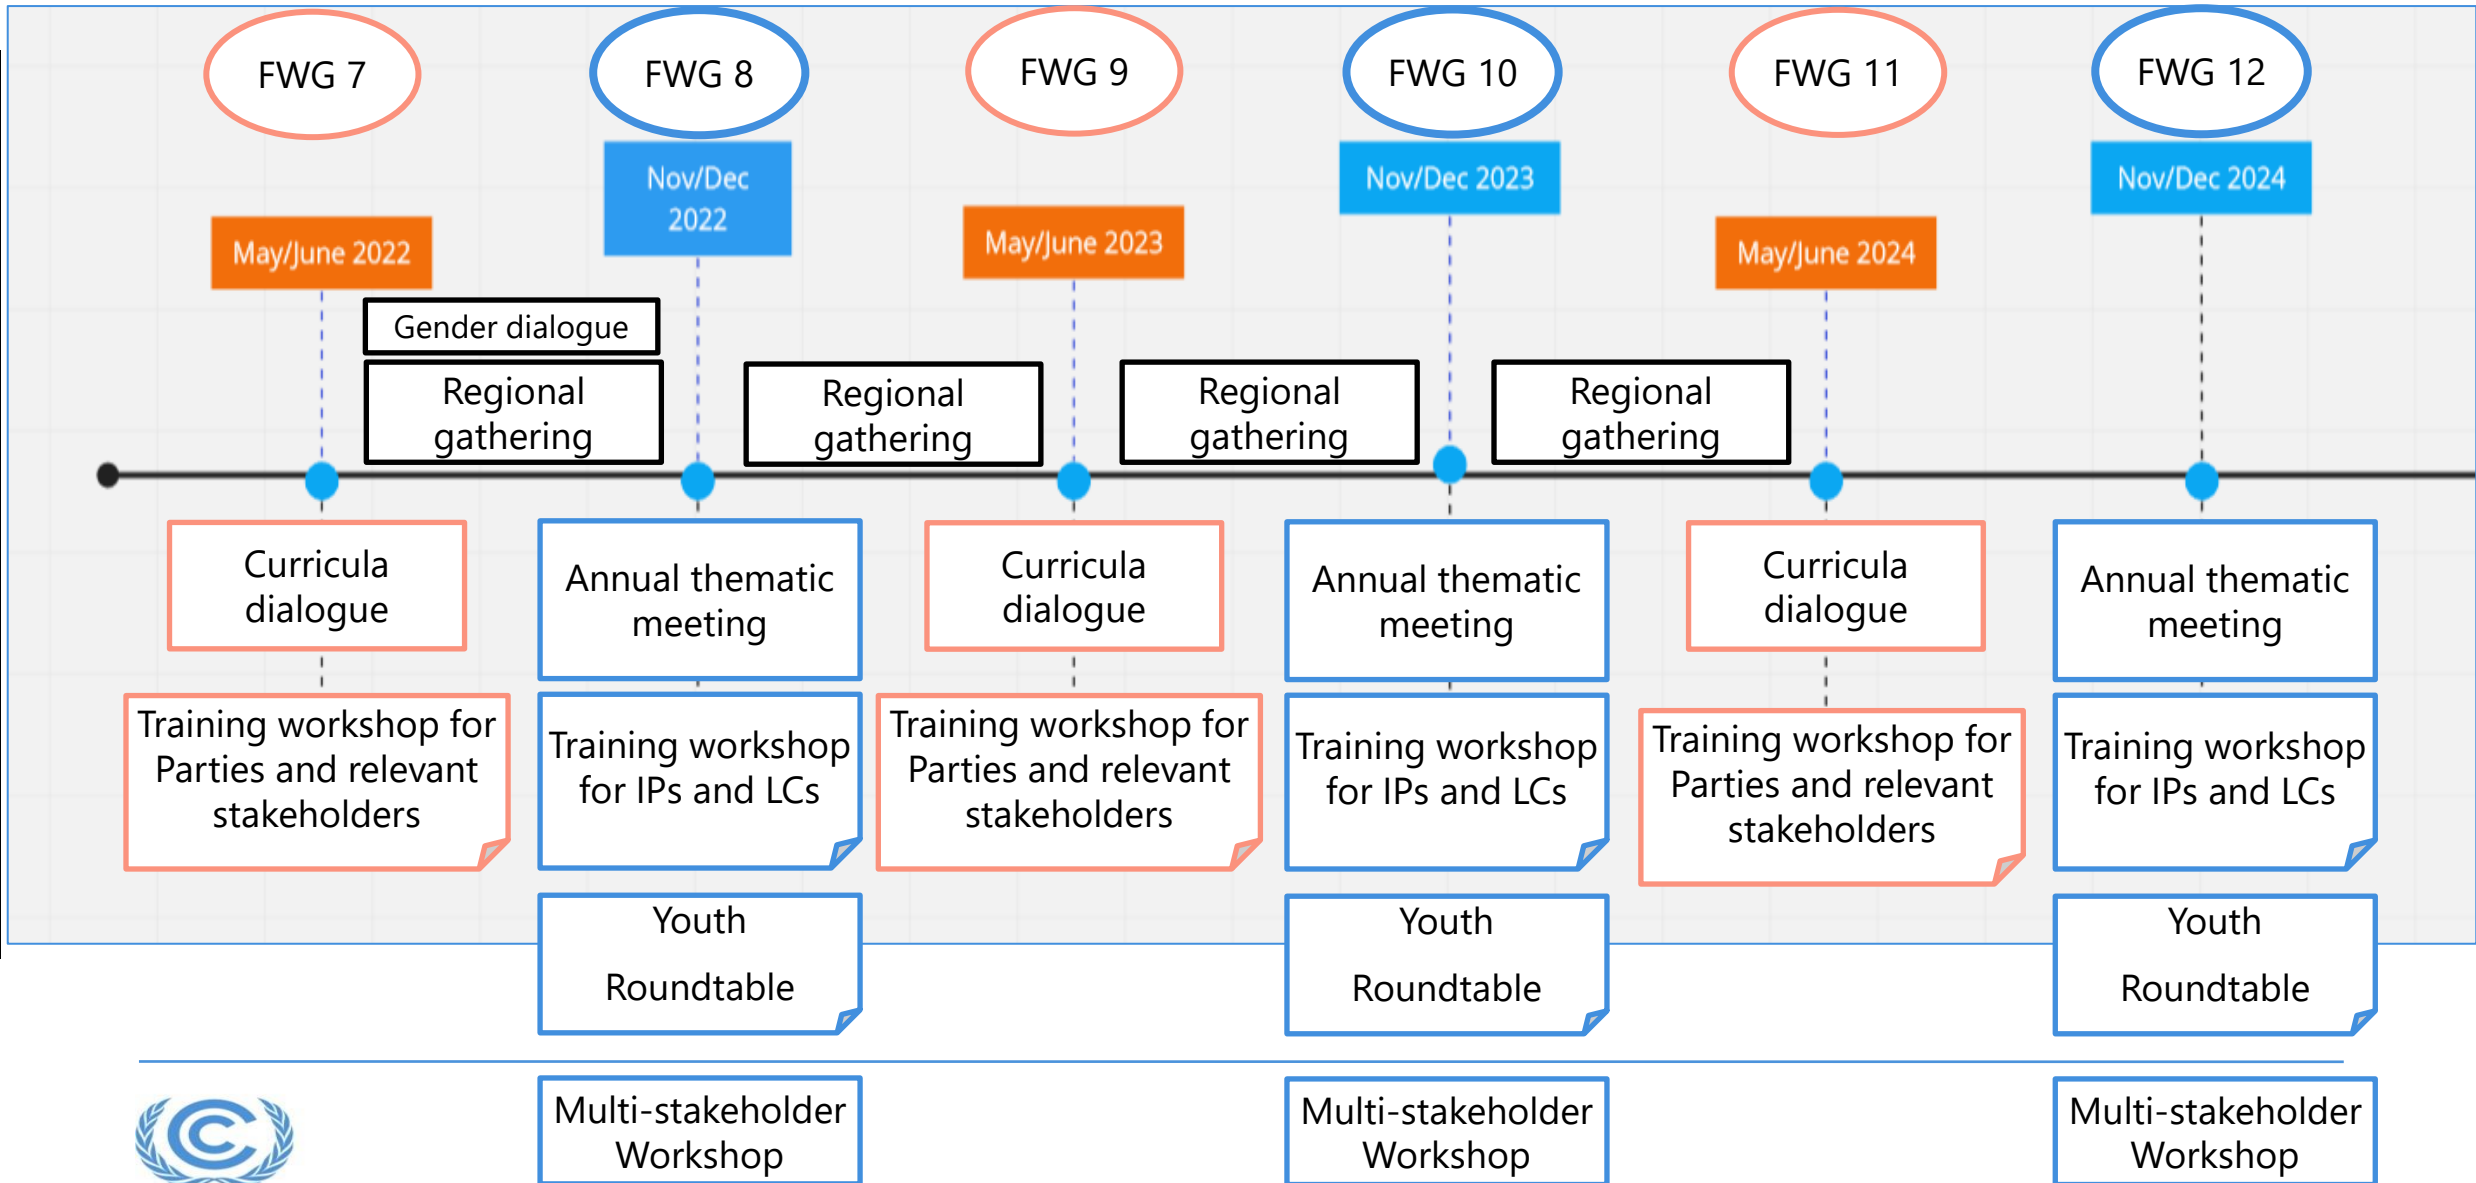 FWG 7
FWG 8
FWG 9
FWG 10
FWG 11
FWG 12
Nov/Dec
2022
Nov/Dec 2023
Nov/Dec 2024
May/June 2022
May/June 2023
May/June 2024
Gender dialogue
Regional
gathering
Regional
gathering
Regional
gathering
Regional
gathering
Curricula
dialogue
Annual thematic
meeting
Curricula
dialogue
Annual thematic
meeting
Curricula
dialogue
Annual thematic
meeting
Training workshop for
Parties and relevant
stakeholders
Training workshop
for IPs and LCs
Training workshop for
Parties and relevant
stakeholders
Training workshop
for IPs and LCs
Training workshop for
Parties and relevant
stakeholders
Training workshop
for IPs and LCs
Youth
Roundtable
Youth
Roundtable
Youth
Roundtable
Multi-stakeholder
Workshop
Multi-stakeholder
Workshop
Multi-stakeholder
Workshop